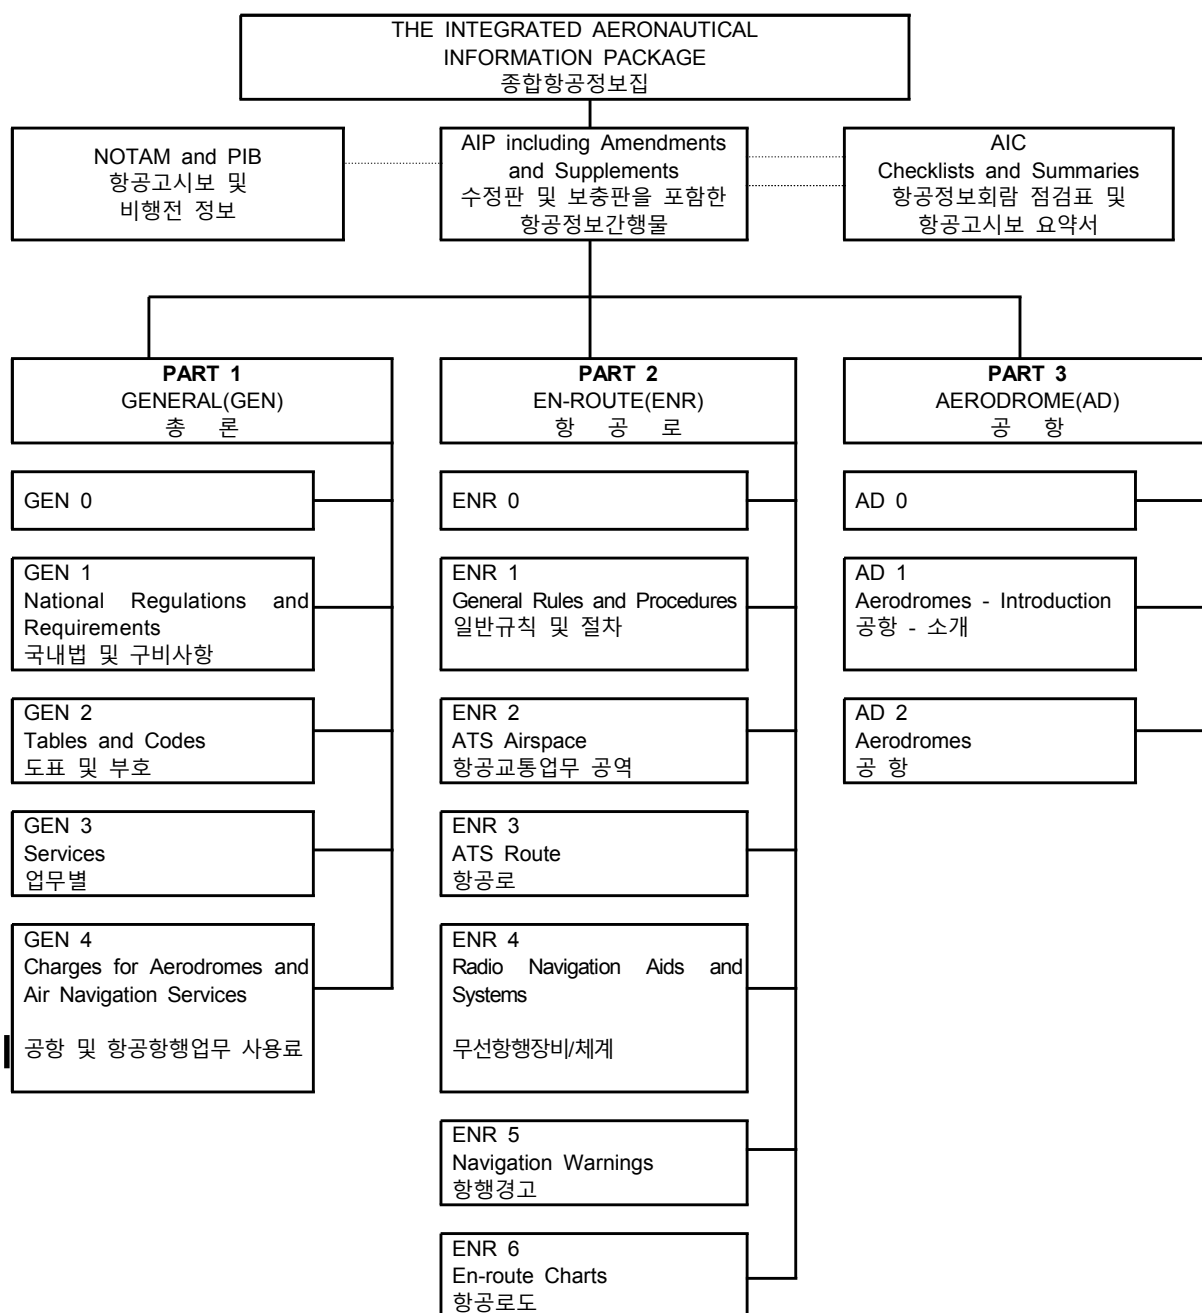 THE INTEGRATED AERONAUTICAL
INFORMATION PACKAGE
종합항공정보집
NOTAM and PIB
항공고시보 및
비행전 정보
AIP including Amendments
and Supplements
수정판 및 보충판을 포함한
항공정보간행물
AIC
Checklists and Summaries
항공정보회람 점검표 및
항공고시보 요약서
PART 1
GENERAL(GEN)
총 론
PART 2
EN-ROUTE(ENR)
항 공 로
PART 3
AERODROME(AD)
공 항
GEN 0
ENR 0
AD 0
GEN 1
National Regulations and
Requirements
국내법 및 구비사항
ENR 1
General Rules and Procedures
일반규칙 및 절차
AD 1
Aerodromes - Introduction
공항 - 소개
GEN 2
Tables and Codes
도표 및 부호
ENR 2
ATS Airspace
항공교통업무 공역
AD 2
Aerodromes
공 항
GEN 3
Services
업무별
ENR 3
ATS Route
항공로
GEN 4
Charges for Aerodromes and
Air Navigation Services
공항 및 항공항행업무 사용료
ENR 4
Radio Navigation Aids and
Systems
무선항행장비/체계
ENR 5
Navigation Warnings
항행경고
ENR 6
En-route Charts
항공로도